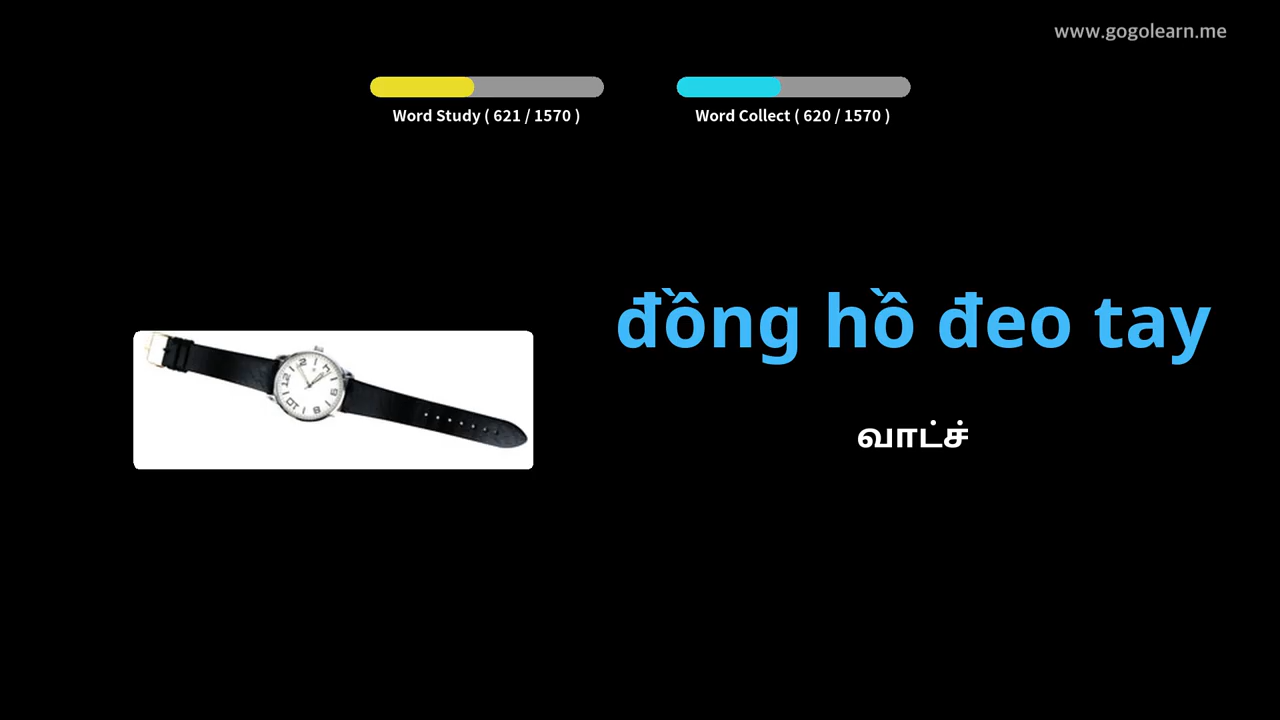 www.gogolearn.me
Word Study ( 621 / 1570 )
Word Collect ( 620 / 1570 )
đồng hồ đeo tay
வாட்ச்